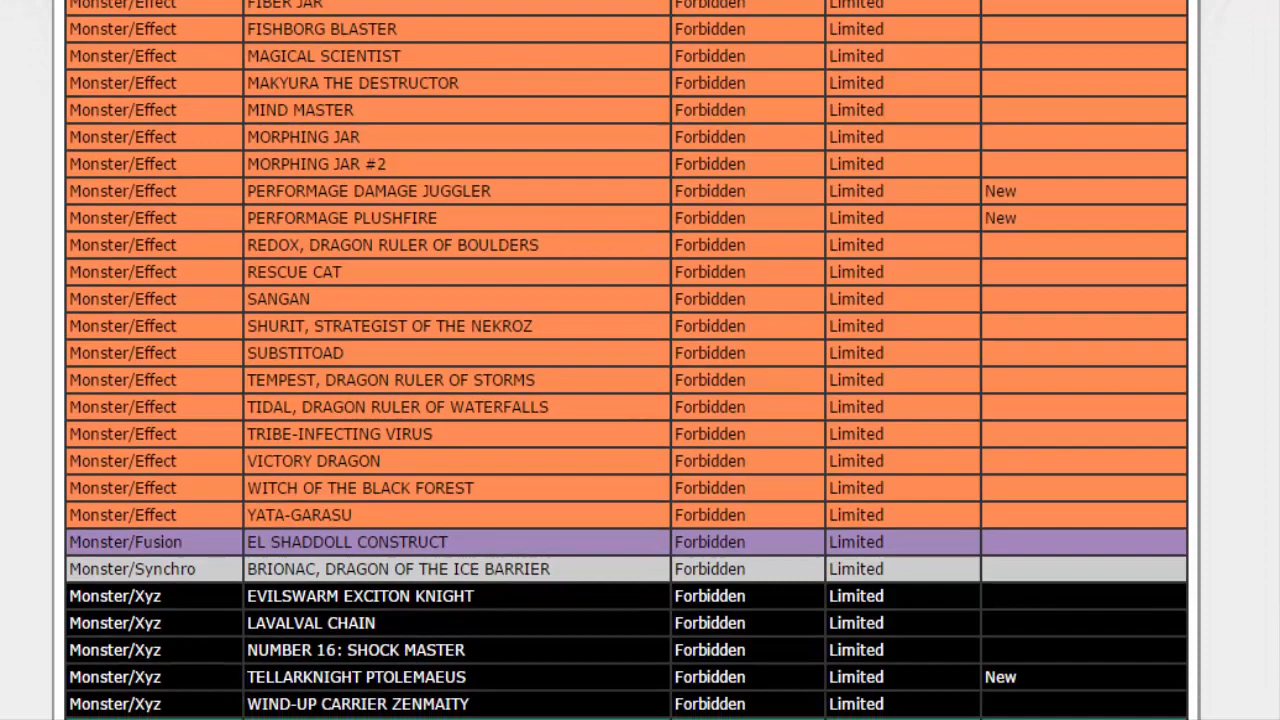 Monster/Effect FIBER JAR Forbidden Limited
Monster/Effect FISHBORG BLASTER Forbidden Limited
Monster/Effect MAGICAL SCIENTIST Forbidden Limited
Monster/Effect MAKYURA THE DESTRUCTOR Forbidden Limited
Monster/Effect MIND MASTER Forbidden Limited
Monster/Effect MORPHING JAR Forbidden Limited
Monster/Effect MORPHING JAR #2 Forbidden Limited
Monster/Effect PERFORMAGE DAMAGE JUGGLER Forbidden Limited New
Monster/Effect PERFORMAGE PLUSHFIRE Forbidden Limited New
Monster/Effect REDOX, DRAGON RULER OF BOULDERS Forbidden Limited
Monster/Effect RESCUE CAT Forbidden Limited
Monster/Effect SANGAN Forbidden Limited
Monster/Effect SHURIT, STRATEGIST OF THE NEKROZ Forbidden Limited
Monster/Effect SUBSTITOAD Forbidden Limited
Monster/Effect TEMPEST, DRAGON RULER OF STORMS Forbidden Limited
Monster/Effect TIDAL, DRAGON RULER OF WATERFALLS Forbidden Limited
Monster/Effect TRIBE-INFECTING VIRUS Forbidden Limited
Monster/Effect VICTORY DRAGON Forbidden Limited
Monster/Effect WITCH OF THE BLACK FOREST Forbidden Limited
Monster/Effect YATA-GARASU Forbidden Limited
Monster/Fusion EL SHADDOLL CONSTRUCT Forbidden Limited
Monster/Synchro BRIONAC, DRAGON OF THE ICE BARRIER Forbidden Limited
Monster/Xyz EVILSWARM EXCITON KNIGHT Forbidden Limited
Monster/Xyz LAVALVAL CHAIN Forbidden Limited
Monster/Xyz NUMBER 16: SHOCK MASTER Forbidden Limited
Monster/Xyz TELLARKNIGHT PTOLEMAEUS Forbidden Limited New
Monster/Xyz WIND-UP CARRIER ZENMAITY Forbidden Limited